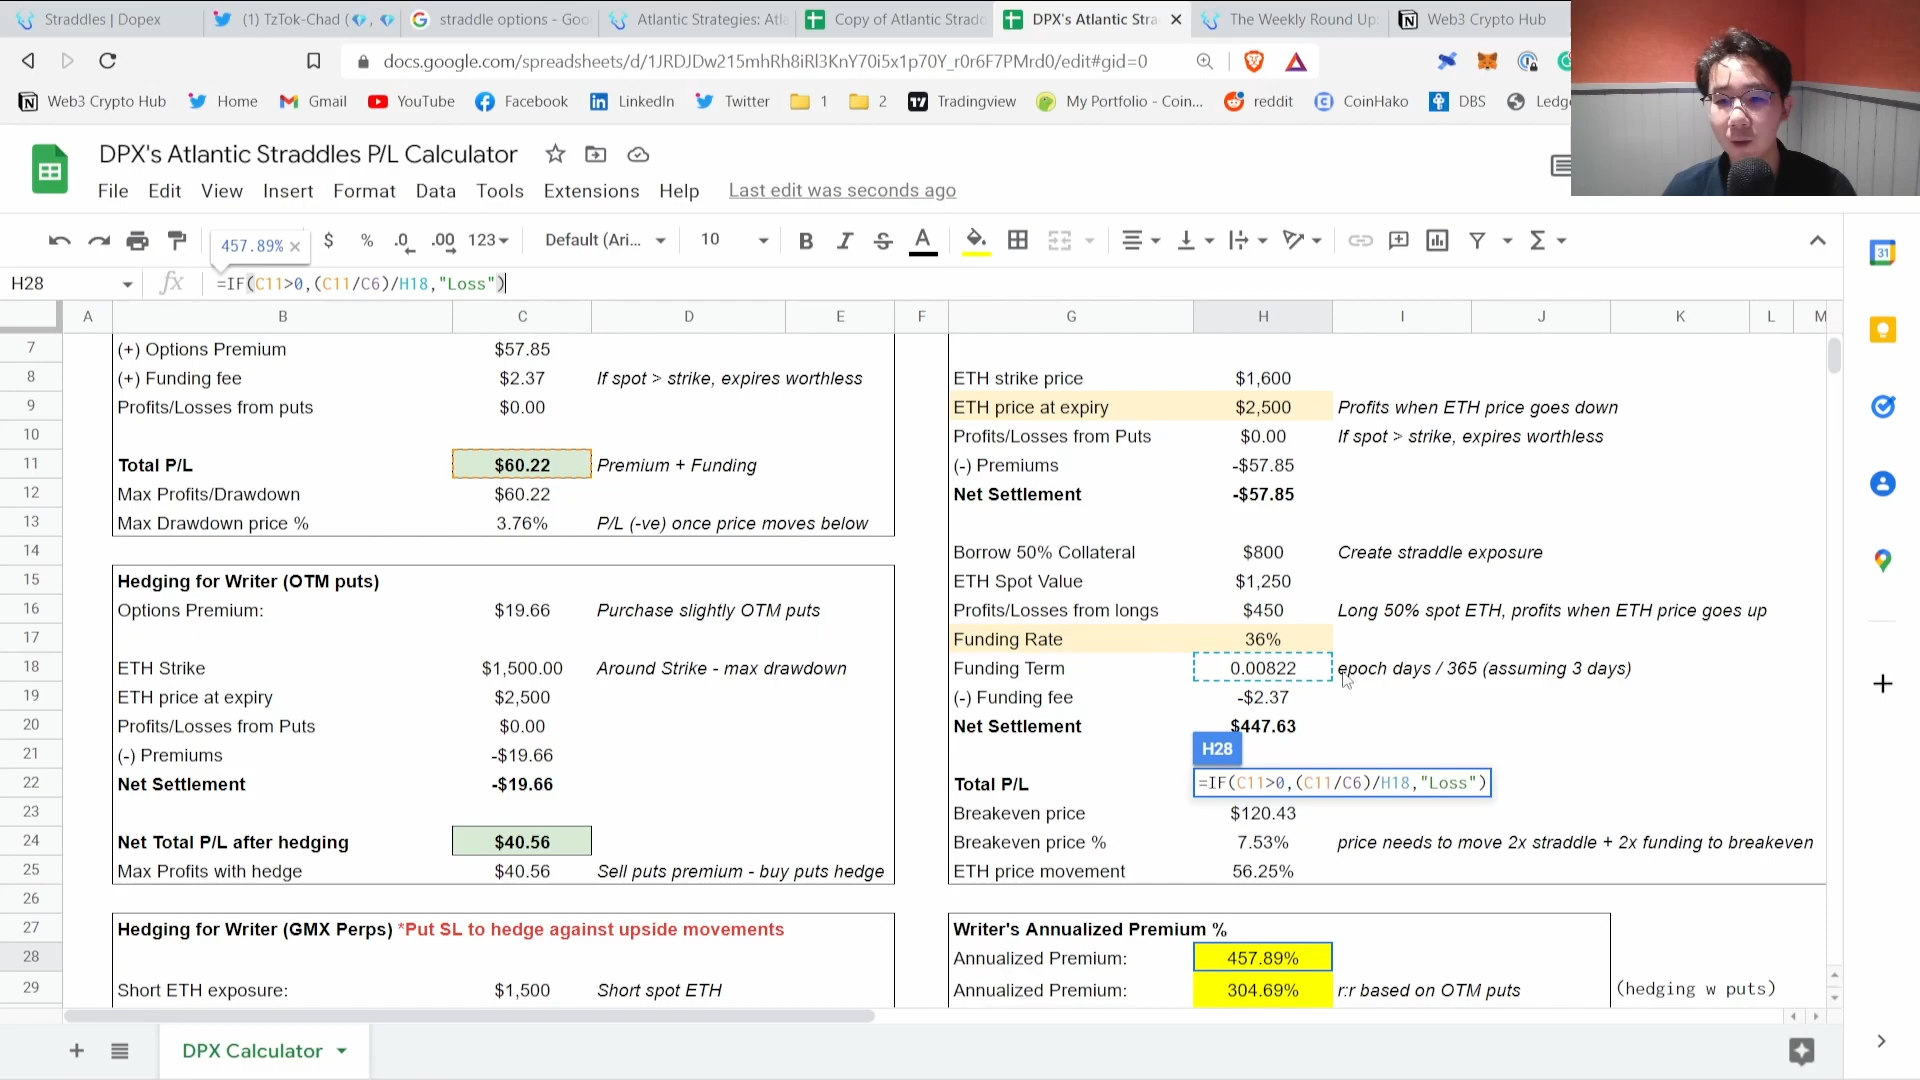 Straddles | Dopex
(1) TzTok-Chad (
straddle options - Goo
Atlantic Strategies: Atla
Copy of Atlantic Stradd
DPX's Atlantic Stra
The Weekly Round Up:
Web3 Crypto Hub
docs.google.com/spreadsheets/d/1JRDJDw215mhRh8iRl3KnY70i5x1p70Y_r0r6F7PMrd0/edit#gid=0
Web3 Crypto Hub
Home
Gmail
YouTube
Facebook
LinkedIn
Twitter
1
2
Tradingview
My Portfolio - Coin...
reddit
CoinHako
DBS
Ledg
DPX's Atlantic Straddles P/L Calculator
File Edit View Insert Format Data Tools Extensions Help Last edit was seconds ago
457.89% ×
$ % .0 .00 123 Default (Ari... 10 B I S A
31
H28 fx =IF(C11>0,(C11/C6)/H18,"Loss")
A B C D E F G H I J K L M
7 (+) Options Premium $57.85
8 (+) Funding fee $2.37 If spot > strike, expires worthless ETH strike price $1,600
9 Profits/Losses from puts $0.00 ETH price at expiry $2,500 Profits when ETH price goes down
10 Profits/Losses from Puts $0.00 If spot > strike, expires worthless
11 Total P/L $60.22 Premium + Funding (-) Premiums -$57.85
12 Max Profits/Drawdown $60.22 Net Settlement -$57.85
13 Max Drawdown price % 3.76% P/L (-ve) once price moves below
14 Borrow 50% Collateral $800 Create straddle exposure
15 Hedging for Writer (OTM puts) ETH Spot Value $1,250
16 Options Premium: $19.66 Purchase slightly OTM puts Profits/Losses from longs $450 Long 50% spot ETH, profits when ETH price goes up
17 Funding Rate 36%
18 ETH Strike $1,500.00 Around Strike - max drawdown Funding Term 0.00822 epoch days / 365 (assuming 3 days)
19 ETH price at expiry $2,500 (-) Funding fee -$2.37
20 Profits/Losses from Puts $0.00 Net Settlement $447.63
21 (-) Premiums -$19.66 H28
22 Net Settlement -$19.66 Total P/L =IF(C11>0,(C11/C6)/H18,"Loss")
23 Breakeven price $120.43
24 Net Total P/L after hedging $40.56 Breakeven price % 7.53% price needs to move 2x straddle + 2x funding to breakeven
25 Max Profits with hedge $40.56 Sell puts premium - buy puts hedge ETH price movement 56.25%
26
27 Hedging for Writer (GMX Perps) *Put SL to hedge against upside movements Writer's Annualized Premium %
28 Annualized Premium: 457.89%
29 Short ETH exposure: $1,500 Short spot ETH Annualized Premium: 304.69% r:r based on OTM puts (hedging w puts)
DPX Calculator